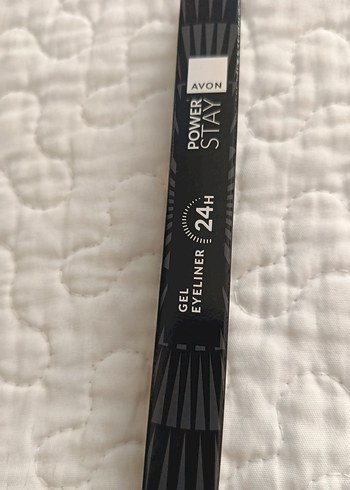 AVON
POWER
STAY
24H
GEL
EYELINER